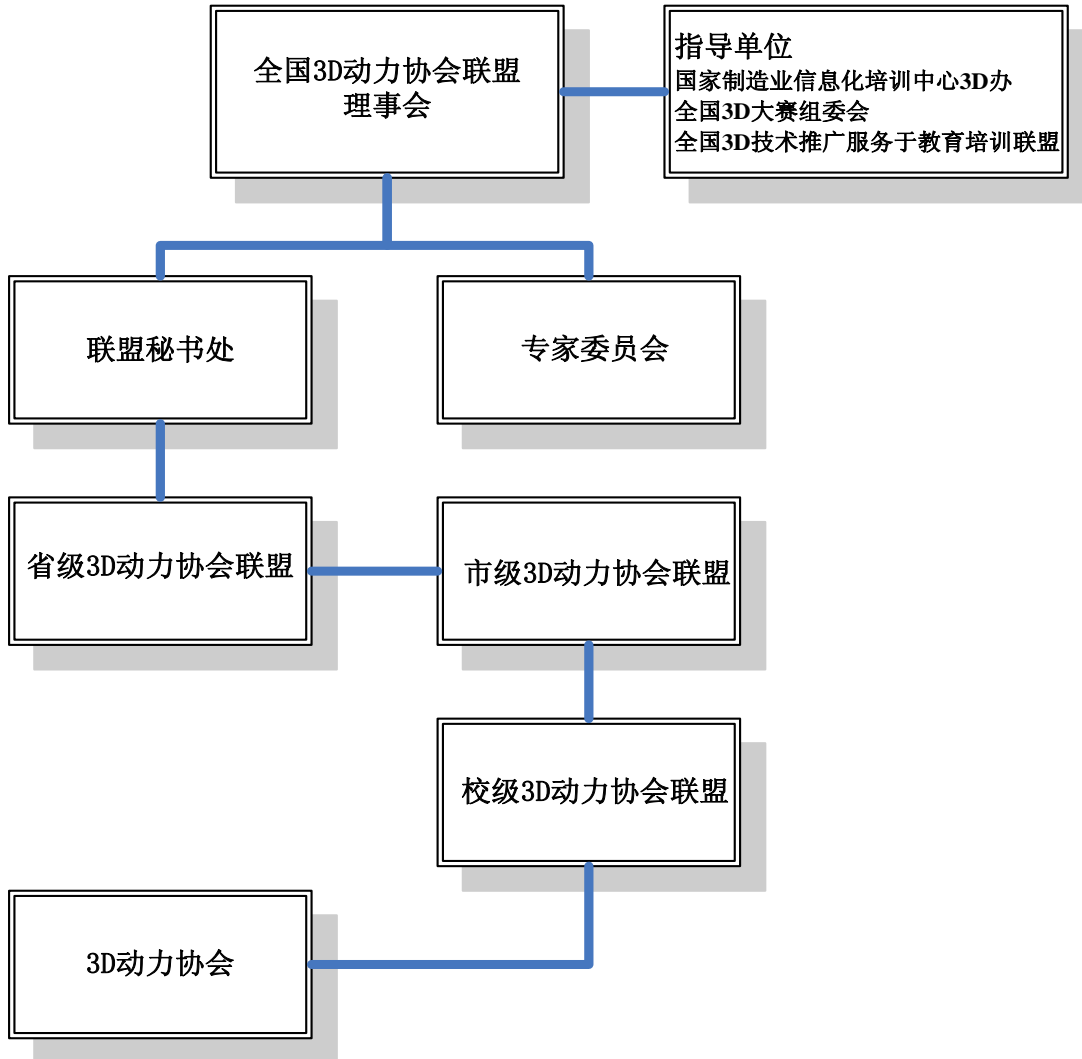 全国3D动力协会联盟
理事会
指导单位
国家制造业信息化培训中心3D办
全国3D大赛组委会
全国3D技术推广服务于教育培训联盟
联盟秘书处
专家委员会
省级3D动力协会联盟
市级3D动力协会联盟
校级3D动力协会联盟
3D动力协会